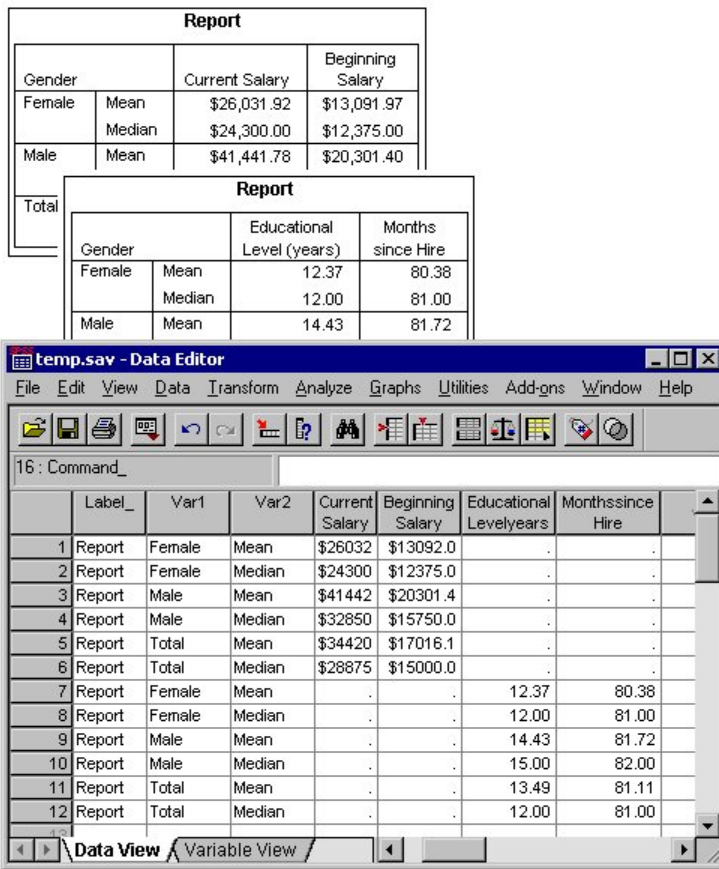 Report
Gender Current Salary Beginning Salary
Female Mean $26,031.92 $13,091.97
Median $24,300.00 $12,375.00
Male Mean $41,441.78 $20,301.40
Total
Report
Gender Educational Level (years) Months since Hire
Female Mean 12.37 80.38
Median 12.00 81.00
Male Mean 14.43 81.72
temp.sav - Data Editor
File Edit View Data Transform Analyze Graphs Utilities Add-ons Window Help
16 : Command_
Label_ Var1 Var2 Current Salary Beginning Salary Educational Levelyears Monthssince Hire
1 Report Female Mean $26032 $13092.0 . .
2 Report Female Median $24300 $12375.0 . .
3 Report Male Mean $41442 $20301.4 . .
4 Report Male Median $32850 $15750.0 . .
5 Report Total Mean $34420 $17016.1 . .
6 Report Total Median $28875 $15000.0 . .
7 Report Female Mean . . 12.37 80.38
8 Report Female Median . . 12.00 81.00
9 Report Male Mean . . 14.43 81.72
10 Report Male Median . . 15.00 82.00
11 Report Total Mean . . 13.49 81.11
12 Report Total Median . . 12.00 81.00
Data View Variable View